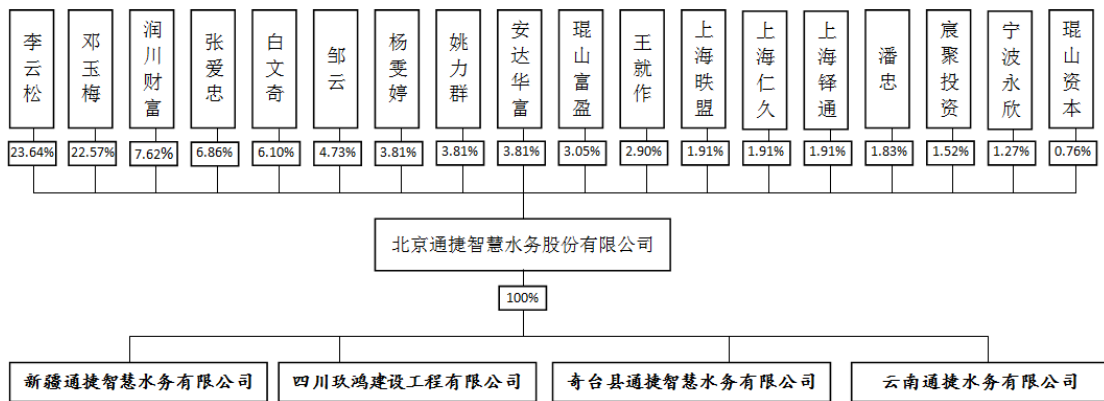 李云松
邓玉梅
润川财富
张爱忠
白文奇
邹云
杨雯婷
姚力群
安达华富
琨山富盈
王就作
上海昳盟
上海仁久
上海铎通
潘忠
宸聚投资
宁波永欣
琨山资本
23.64%
22.57%
7.62%
6.86%
6.10%
4.73%
3.81%
3.81%
3.81%
3.05%
2.90%
1.91%
1.91%
1.91%
1.83%
1.52%
1.27%
0.76%
北京通捷智慧水务股份有限公司
100%
新疆通捷智慧水务有限公司
四川玖鸿建设工程有限公司
奇台县通捷智慧水务有限公司
云南通捷水务有限公司